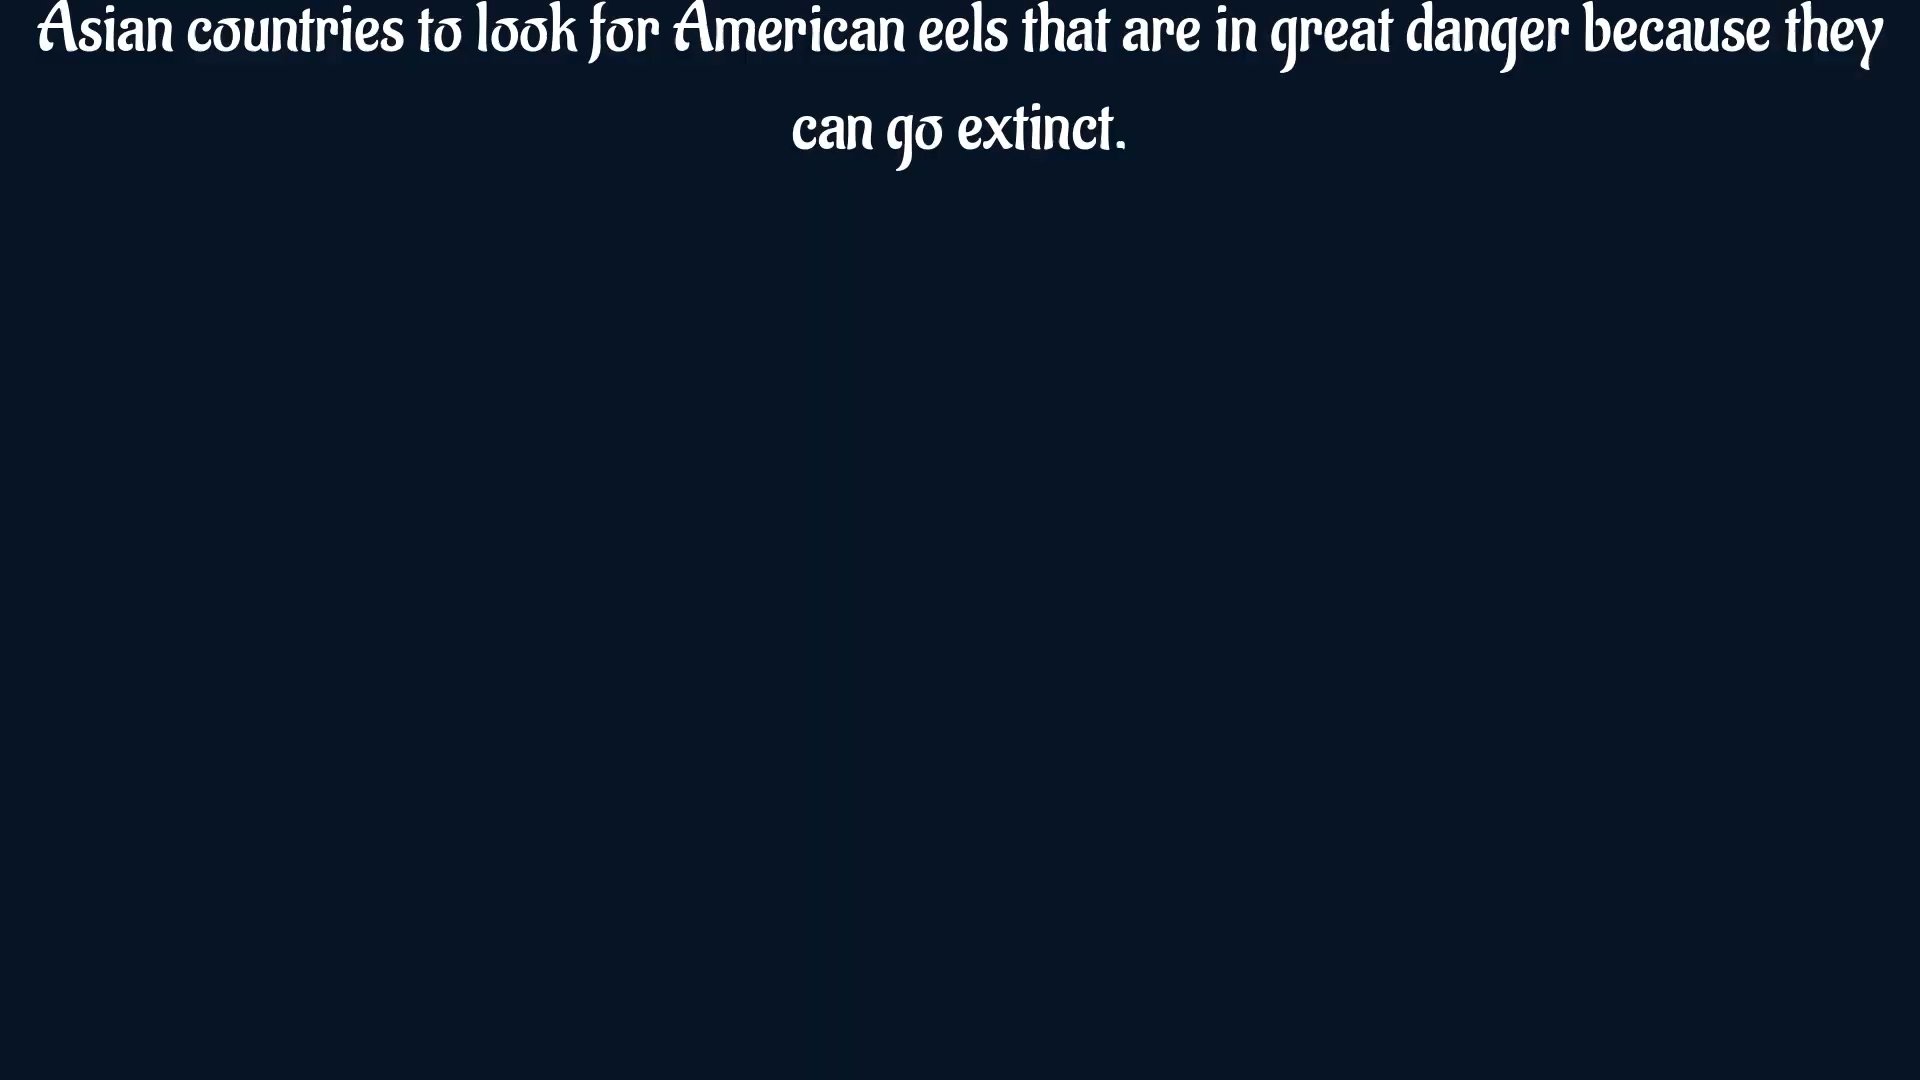 Asian countries to look for American eels that are in great danger because they
can go extinct.